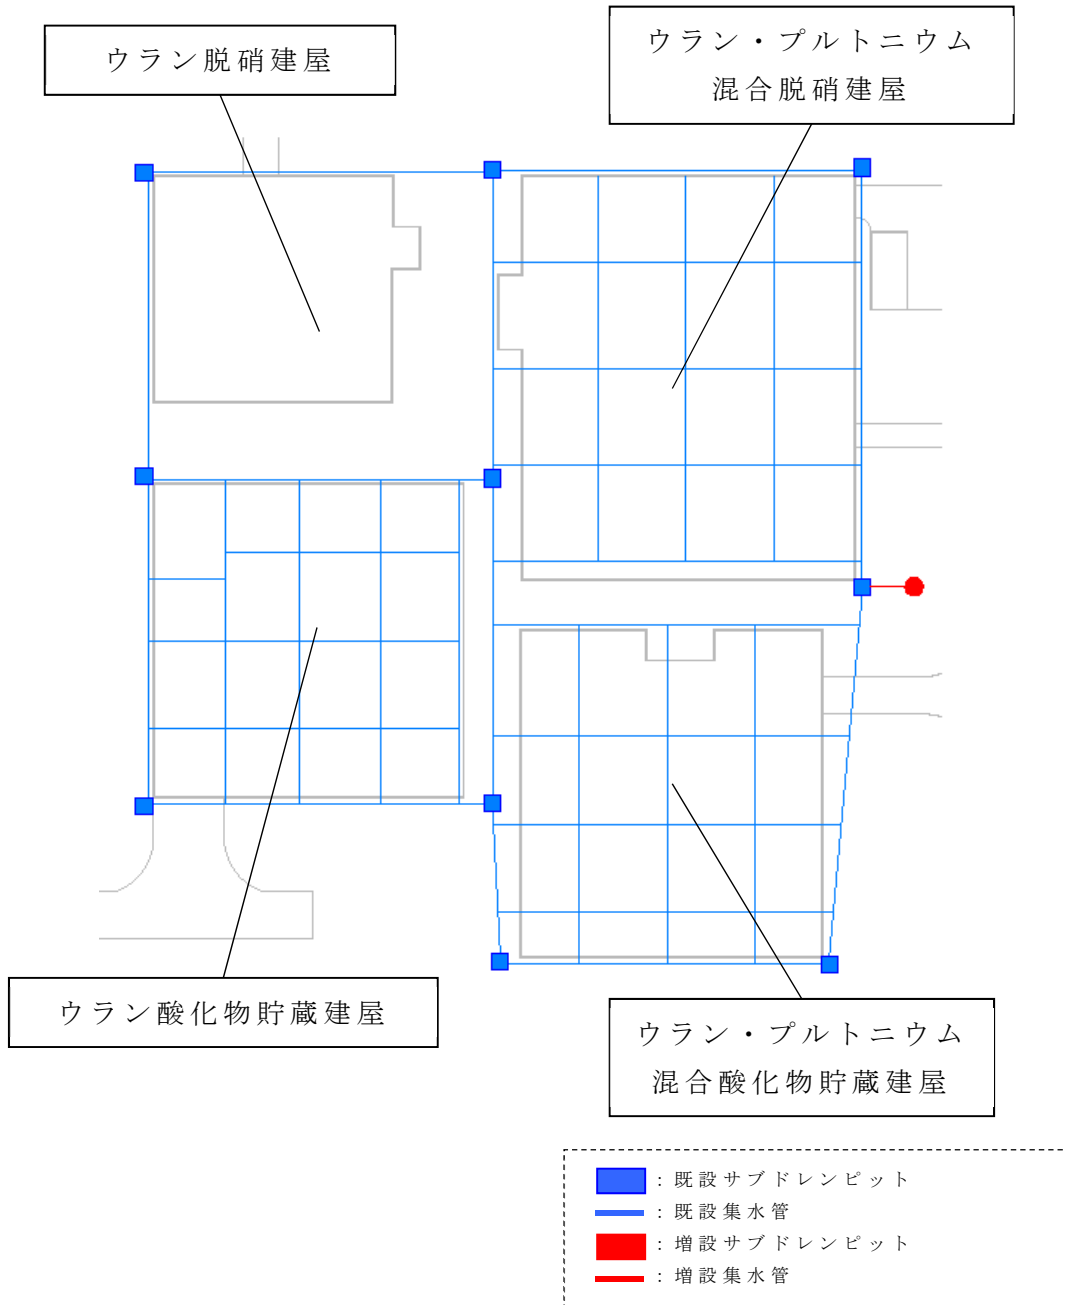 ウラン脱硝建屋
ウラン・プルトニウム
混合脱硝建屋
ウラン酸化物貯蔵建屋
ウラン・プルトニウム
混合酸化物貯蔵建屋
：既設サブドレンピット
：既設集水管
：増設サブドレンピット
：増設集水管